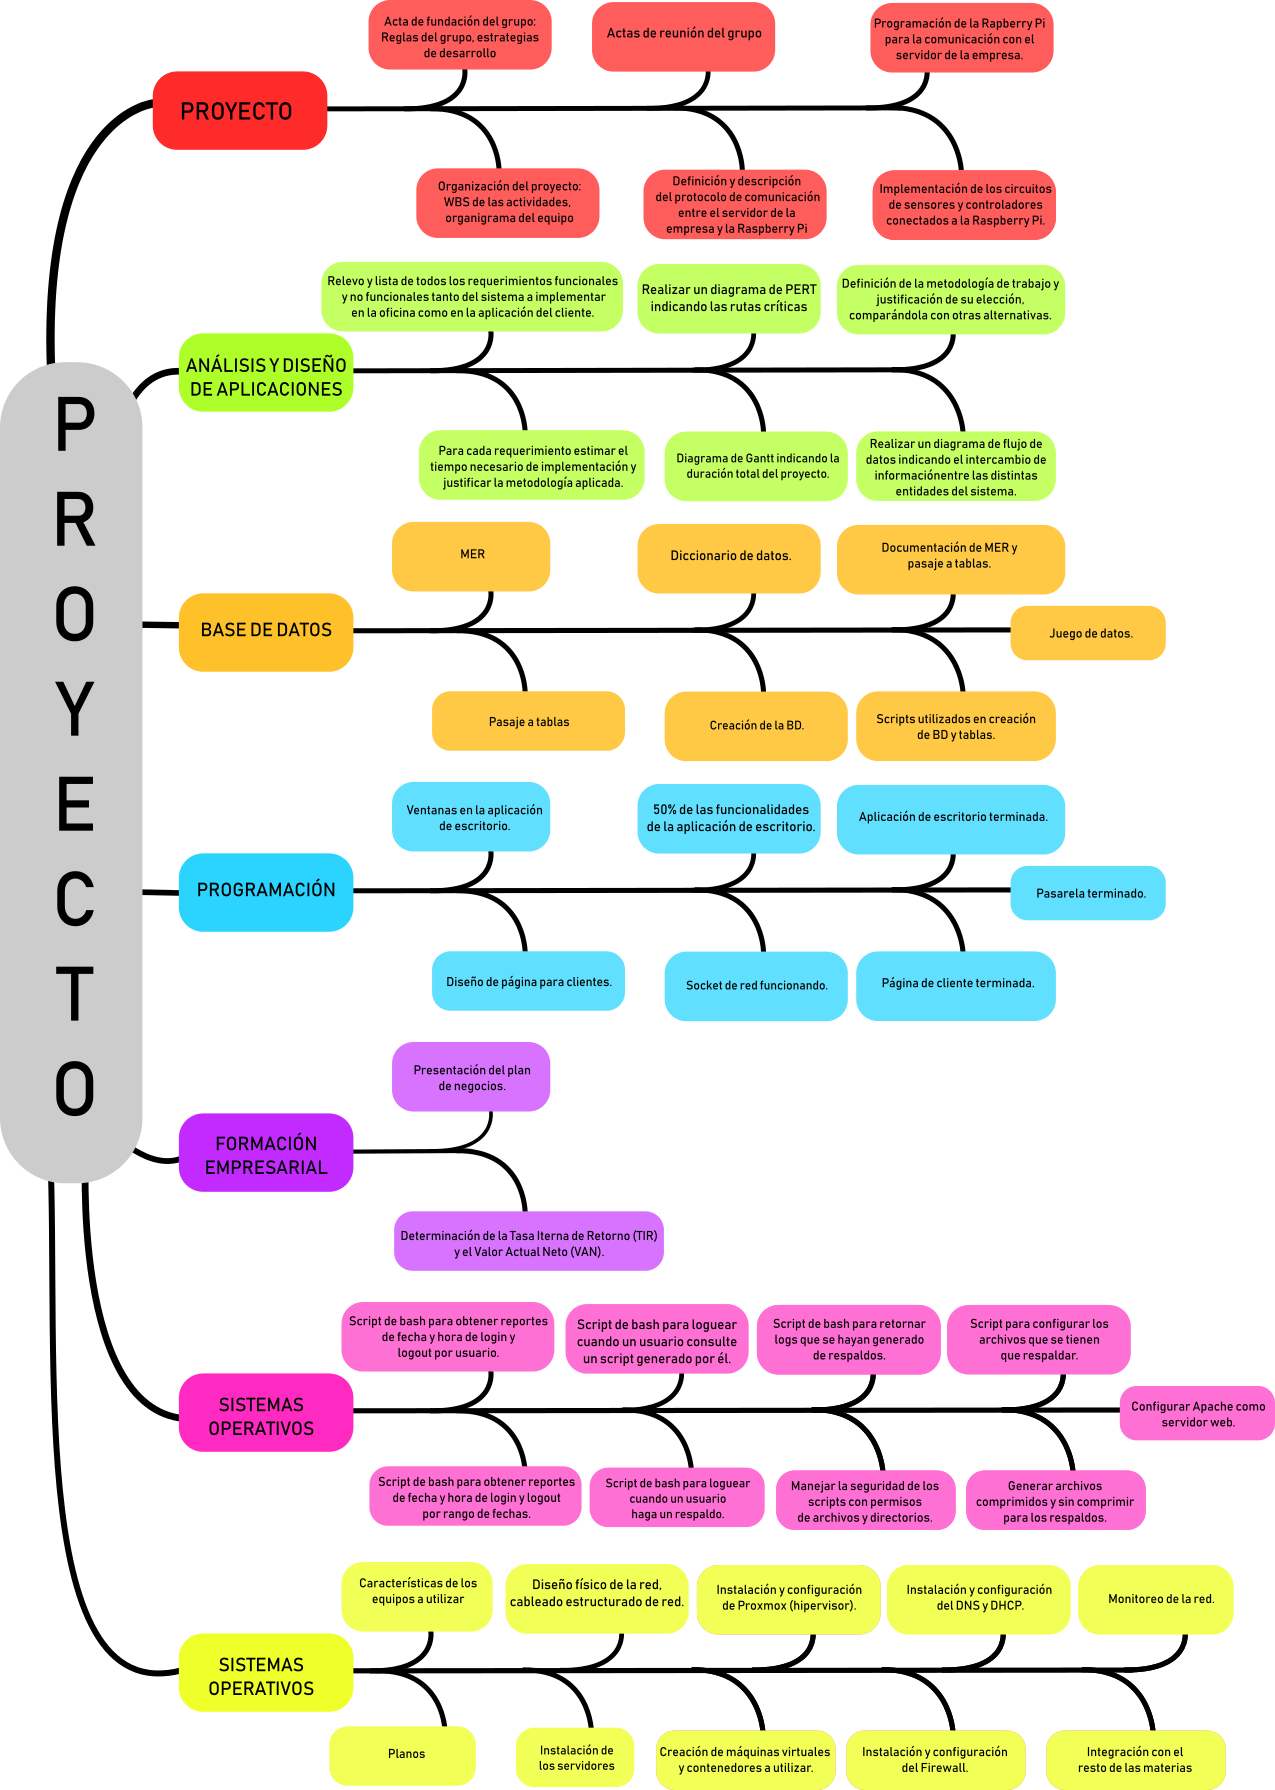 P
R
O
Y
E
C
T
O
PROYECTO
Acta de fundación del grupo:
Reglas del grupo, estrategias
de desarrollo
Actas de reunión del grupo
Programación de la Rapberry Pi
para la comunicación con el
servidor de la empresa.
Organización del proyecto:
WBS de las actividades,
organigrama del equipo
Definición y descripción
del protocolo de comunicación
entre el servidor de la
empresa y la Raspberry Pi
Implementación de los circuitos
de sensores y controladores
conectados a la Raspberry Pi.
ANÁLISIS Y DISEÑO
DE APLICACIONES
Relevo y lista de todos los requerimientos funcionales
y no funcionales tanto del sistema a implementar
en la oficina como en la aplicación del cliente.
Realizar un diagrama de PERT
indicando las rutas críticas
Definición de la metodología de trabajo y
justificación de su elección,
comparándola con otras alternativas.
Para cada requerimiento estimar el
tiempo necesario de implementación y
justificar la metodología aplicada.
Diagrama de Gantt indicando la
duración total del proyecto.
Realizar un diagrama de flujo de
datos indicando el intercambio de
informaciónentre las distintas
entidades del sistema.
BASE DE DATOS
MER
Diccionario de datos.
Documentación de MER y
pasaje a tablas.
Juego de datos.
Pasaje a tablas
Creación de la BD.
Scripts utilizados en creación
de BD y tablas.
PROGRAMACIÓN
Ventanas en la aplicación
de escritorio.
50% de las funcionalidades
de la aplicación de escritorio.
Aplicación de escritorio terminada.
Pasarela terminado.
Diseño de página para clientes.
Socket de red funcionando.
Página de cliente terminada.
FORMACIÓN
EMPRESARIAL
Presentación del plan
de negocios.
Determinación de la Tasa Iterna de Retorno (TIR)
y el Valor Actual Neto (VAN).
SISTEMAS
OPERATIVOS
Script de bash para obtener reportes
de fecha y hora de login y
logout por usuario.
Script de bash para loguear
cuando un usuario consulte
un script generado por él.
Script de bash para retornar
logs que se hayan generado
de respaldos.
Script para configurar los
archivos que se tienen
que respaldar.
Configurar Apache como
servidor web.
Script de bash para obtener reportes
de fecha y hora de login y logout
por rango de fechas.
Script de bash para loguear
cuando un usuario
haga un respaldo.
Manejar la seguridad de los
scripts con permisos
de archivos y directorios.
Generar archivos
comprimidos y sin comprimir
para los respaldos.
SISTEMAS
OPERATIVOS
Características de los
equipos a utilizar
Diseño físico de la red,
cableado estructurado de red.
Instalación y configuración
de Proxmox (hipervisor).
Instalación y configuración
del DNS y DHCP.
Monitoreo de la red.
Planos
Instalación de
los servidores
Creación de máquinas virtuales
y contenedores a utilizar.
Instalación y configuración
del Firewall.
Integración con el
resto de las materias